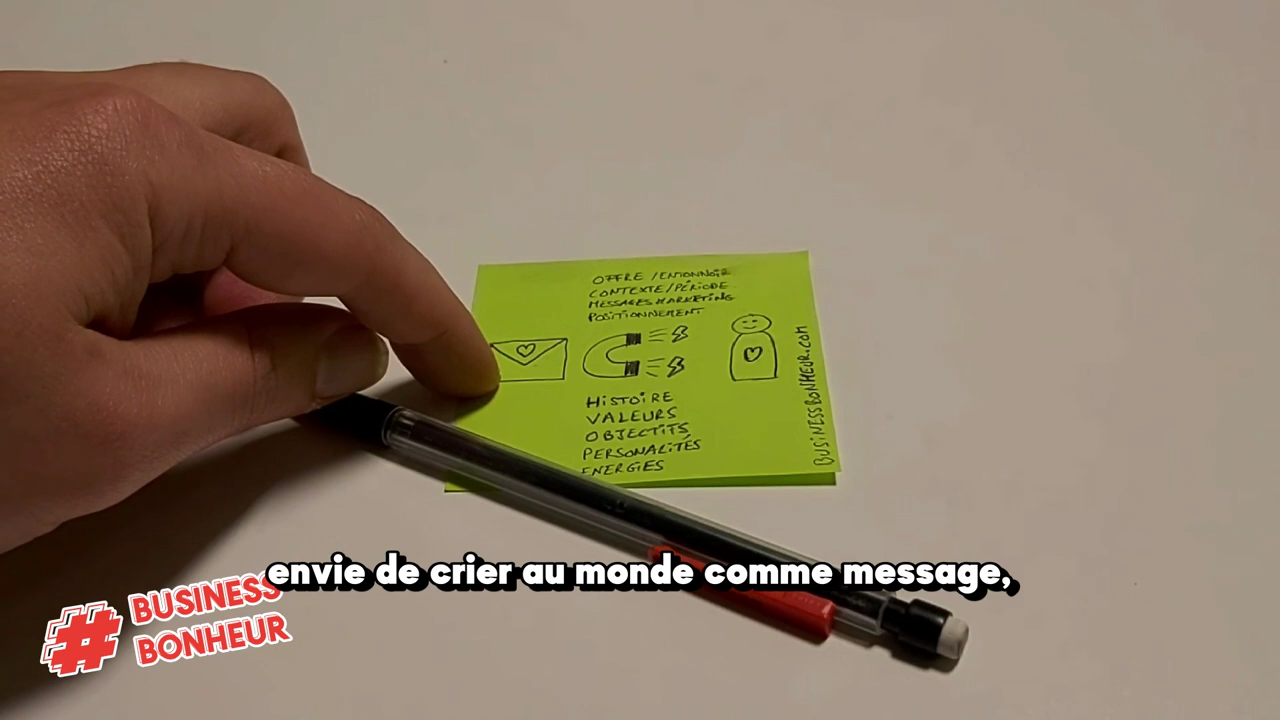 OFFRE / ENTONNOIR
CONTEXTE / PÉRIODE
MESSAGES MARKETING
POSITIONNEMENT
HISTOIRE
VALEURS
OBJECTIFS
PERSONALITÉS
ENERGIES
BUSINESSBONHEUR.COM
envie de crier au monde comme message,
# BUSINESS
BONHEUR